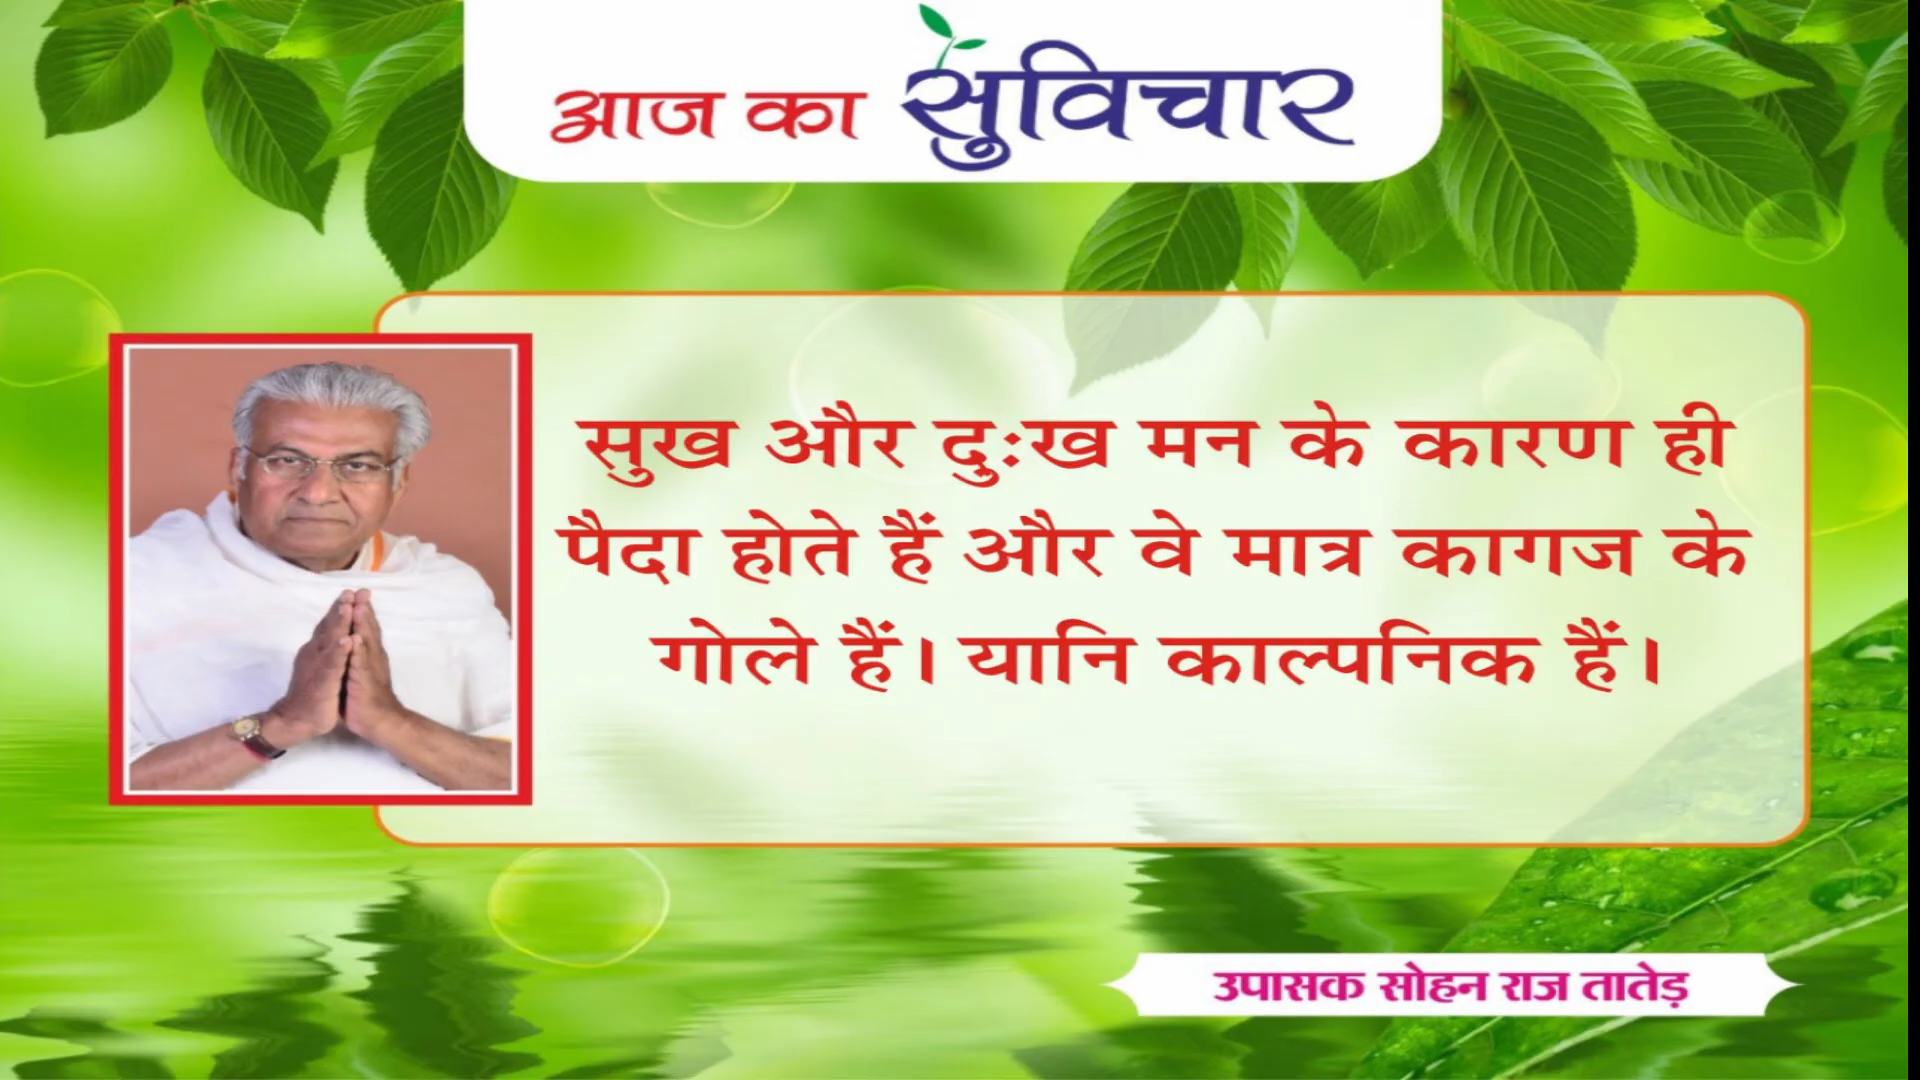 आज का सुविचार
सुख और दुःख मन के कारण ही
पैदा होते हैं और वे मात्र कागज के
गोले हैं। यानि काल्पनिक हैं।
उपासक सोहन राज तातेड़